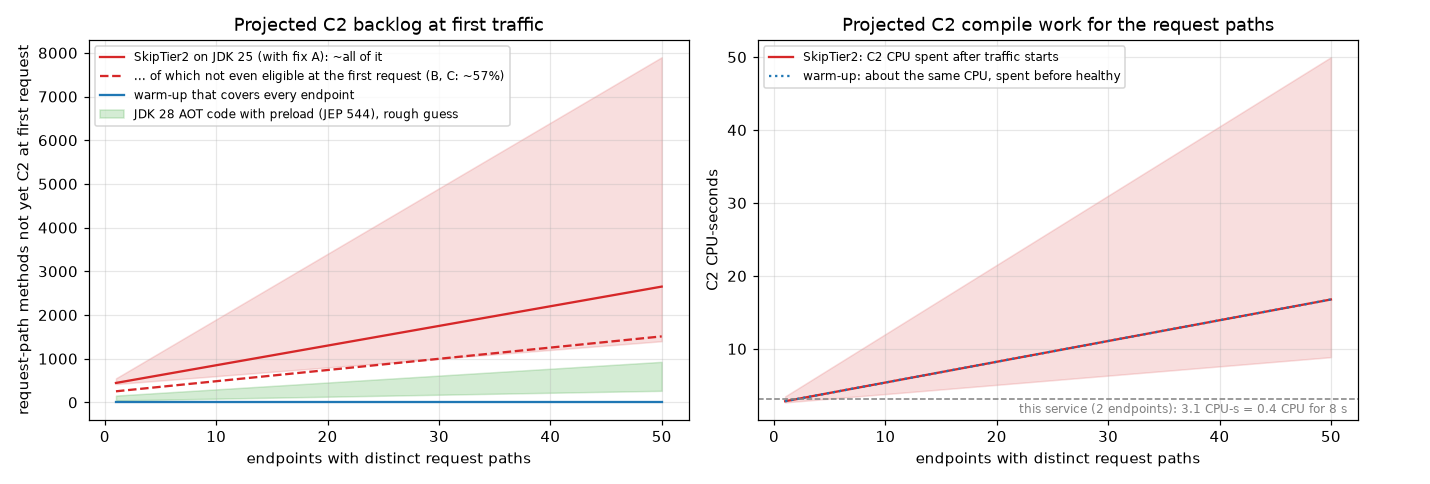 Projected C2 backlog at first traffic
request-path methods not yet C2 at first request
8000
7000
6000
5000
4000
3000
2000
1000
0
SkipTier2 on JDK 25 (with fix A): ~all of it
... of which not even eligible at the first request (B, C: ~57%)
warm-up that covers every endpoint
JDK 28 AOT code with preload (JEP 544), rough guess
0
10
20
30
40
50
endpoints with distinct request paths
Projected C2 compile work for the request paths
C2 CPU-seconds
50
40
30
20
10
SkipTier2: C2 CPU spent after traffic starts
warm-up: about the same CPU, spent before healthy
this service (2 endpoints): 3.1 CPU-s = 0.4 CPU for 8 s
0
10
20
30
40
50
endpoints with distinct request paths